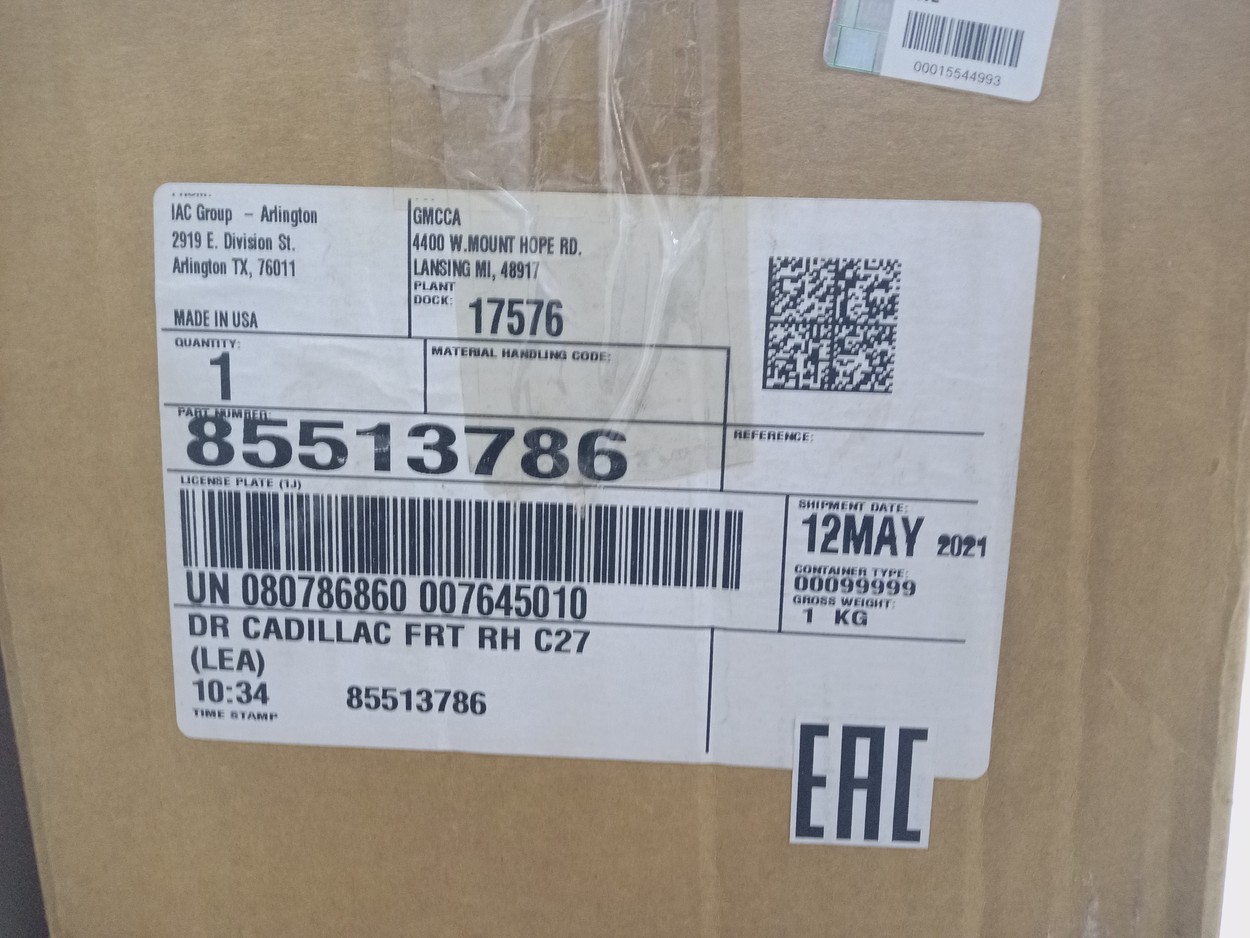 00015544993
IAC Group – Arlington
2919 E. Division St.
Arlington TX, 76011
MADE IN USA
GMCCA
4400 W.MOUNT HOPE RD.
LANSING MI, 48917
PLANT
DOCK: 17576
QUANTITY:
1
MATERIAL HANDLING CODE:
PART NUMBER:
85513786
REFERENCE:
LICENSE PLATE (1J)
UN 080786860 007645010
SHIPMENT DATE:
12MAY 2021
CONTAINER TYPE:
00099999
GROSS WEIGHT:
1 KG
DR CADILLAC FRT RH C27
(LEA)
10:34 85513786
TIME STAMP
EAC